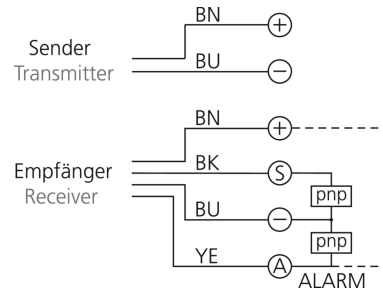 BN
+
Sender
Transmitter
BU
−
BN
+
Empfänger
Receiver
BK
S
pnp
BU
−
pnp
YE
A
ALARM